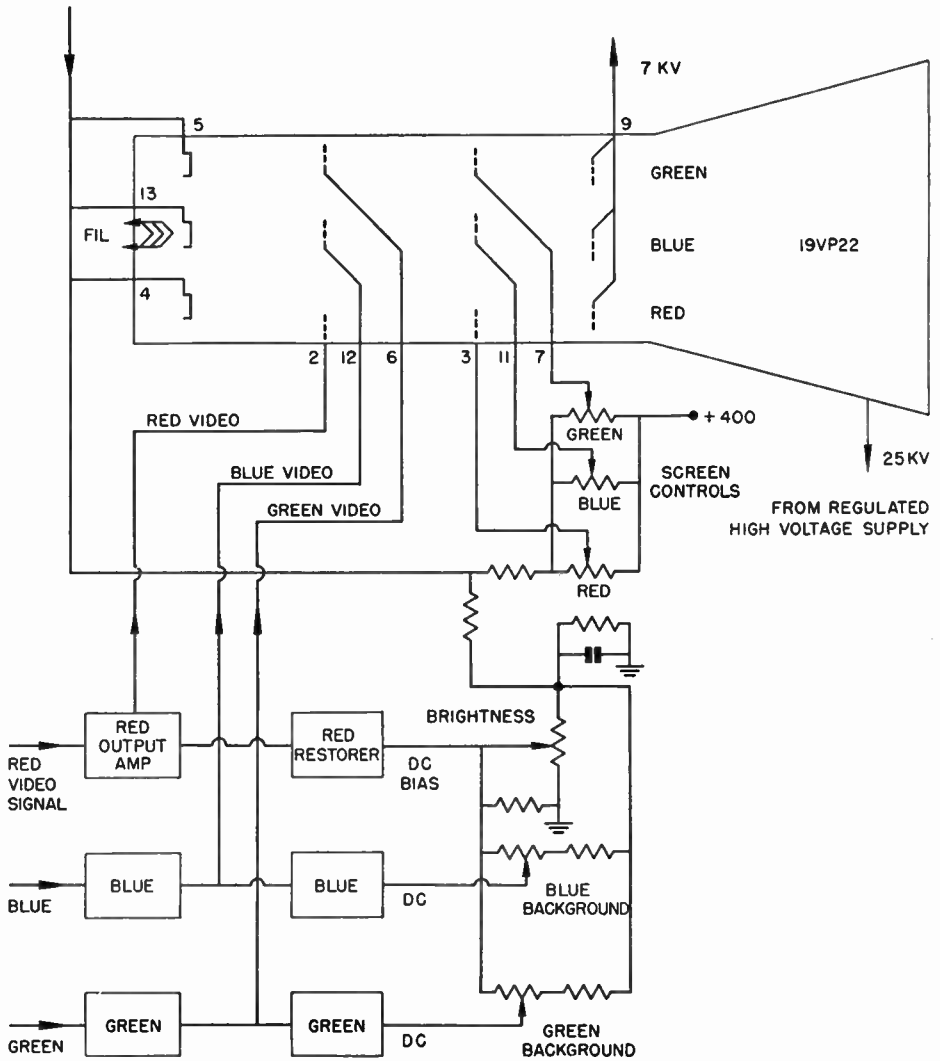 7 KV
5
9
GREEN
13
FIL
BLUE
19VP22
4
RED
2
12
6
3
11
7
RED VIDEO
GREEN
+ 400
BLUE VIDEO
SCREEN
CONTROLS
25KV
BLUE
GREEN VIDEO
FROM REGULATED
HIGH VOLTAGE SUPPLY
RED
BRIGHTNESS
RED
OUTPUT
AMP
RED
RESTORER
RED
VIDEO
SIGNAL
DC
BIAS
BLUE
BLUE
BLUE
DC
BLUE
BACKGROUND
GREEN
GREEN
GREEN
DC
GREEN
BACKGROUND